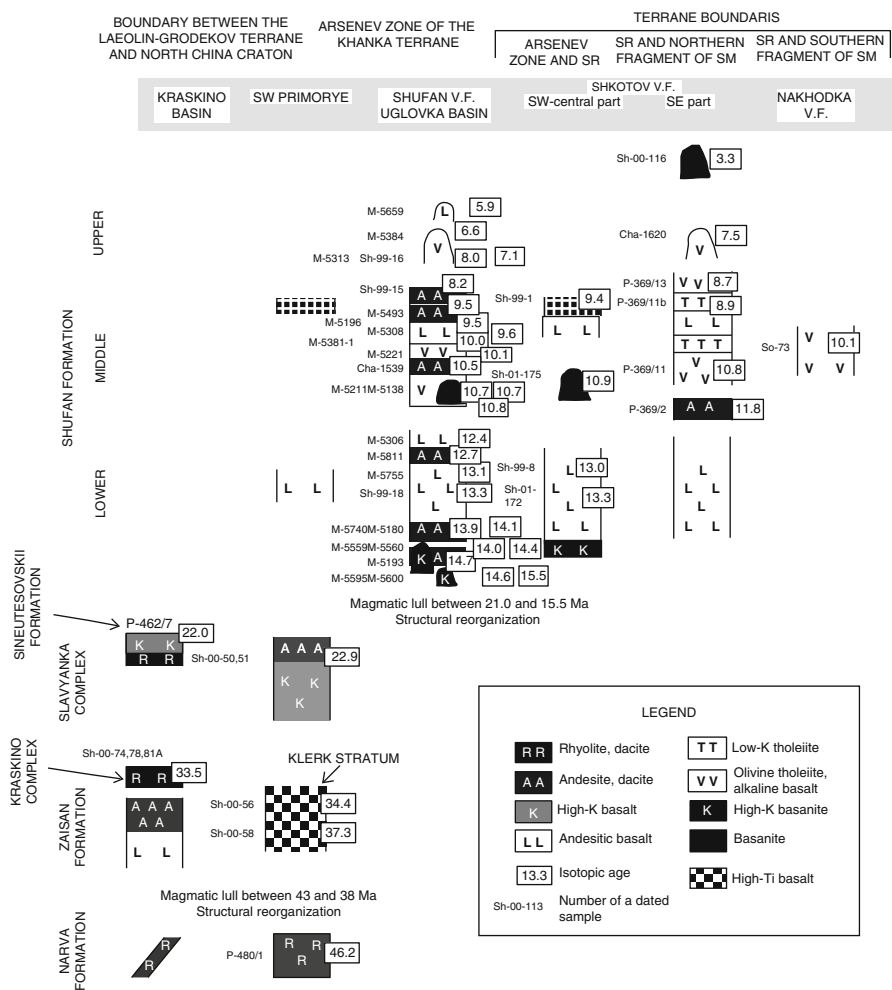 BOUNDARY BETWEEN THE
LAEOLIN-GRODEKOV TERRANE
AND NORTH CHINA CRATON
ARSENEV ZONE OF THE
KHANKA TERRANE
TERRANE BOUNDARIS
ARSENEV
ZONE AND SR
SR AND NORTHERN
FRAGMENT OF SM
SR AND SOUTHERN
FRAGMENT OF SM
KRASKINO
BASIN
SW PRIMORYE
SHUFAN V.F.
UGLOVKA BASIN
SHKOTOV V.F.
SW-central part
SE part
NAKHODKA
V.F.
SHUFAN FORMATION
UPPER
Sh-00-116 3.3
M-5659 L 5.9
M-5384 6.6
V
M-5313 Sh-99-16 8.0 7.1
Cha-1620 7.5
V
MIDDLE
Sh-99-15 A A 8.2
M-5493 A A 9.5
M-5196
M-5308 L L 9.5 9.6
M-5381-1 10.0
M-5221 V V 10.1
Cha-1539 A A 10.5
Sh-01-175
M-5211M-5138 V 10.7 10.7
10.8
Sh-99-1 9.4
L L
10.9
P-369/13 V V 8.7
P-369/11b T T 8.9
L L
T T T
P-369/11 V V V 10.8
P-369/2 A A 11.8
So-73 V 10.1
V V
LOWER
L L
M-5306 L L 12.4
M-5811 A A 12.7
M-5755 L L 13.1
Sh-99-18 L 13.3
L L
M-5740M-5180 A A 13.9 14.1
M-5559M-5560 14.0 14.4
M-5193 K A 14.7
M-5595M-5600 K 14.6 15.5
Sh-99-8 L 13.0
Sh-01-
172
L 13.3
L L
K K
L
L L
L
L L
Magmatic lull between 21.0 and 15.5 Ma
Structural reorganization
SINEUTESOVSKII
FORMATION
P-462/7
K K 22.0
R R Sh-00-50,51
SLAVYANKA
COMPLEX
A A A 22.9
K K
K
KRASKINO
COMPLEX
Sh-00-74,78,81A
R R 33.5
KLERK STRATUM
ZAISAN
FORMATION
A A A
A A
L L
Sh-00-56 34.4
Sh-00-58 37.3
Magmatic lull between 43 and 38 Ma
Structural reorganization
NARVA
FORMATION
R
R
P-480/1 R R
R 46.2
LEGEND
R R Rhyolite, dacite
A A Andesite, dacite
K High-K basalt
L L Andesitic basalt
13.3 Isotopic age
Sh-00-113 Number of a dated
sample
T T Low-K tholeiite
V V Olivine tholeiite,
alkaline basalt
K High-K basanite
Basanite
High-Ti basalt